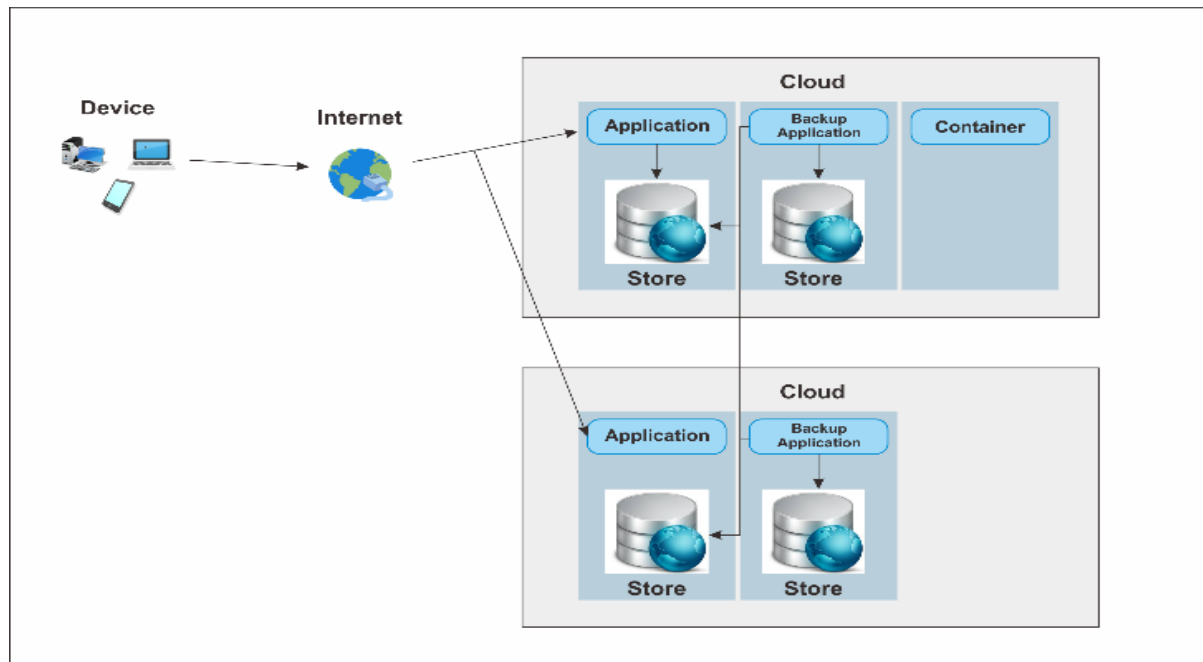 Device
Internet
Cloud
Application
Backup
Application
Container
Store
Store
Cloud
Application
Backup
Application
Store
Store